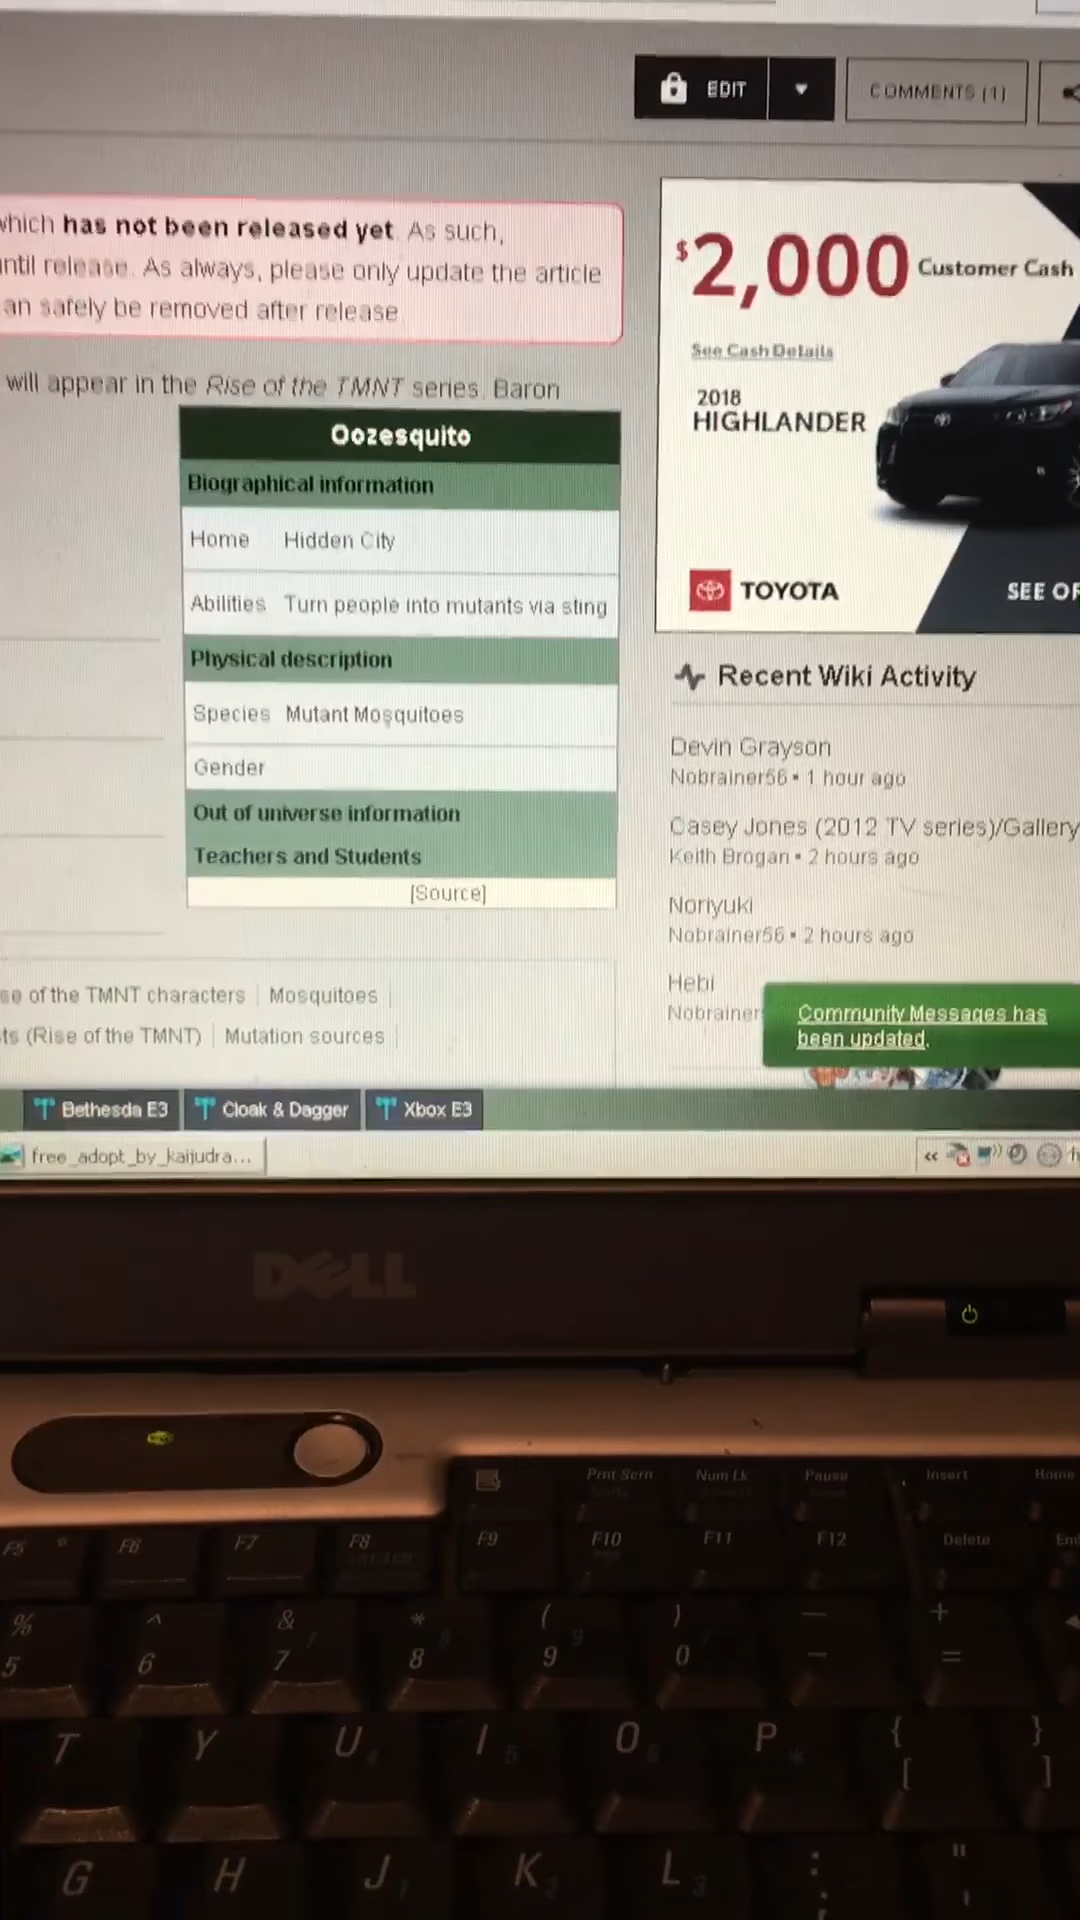 EDIT
COMMENTS (1)
which has not been released yet. As such,
until release. As always, please only update the article
an safely be removed after release
will appear in the Rise of the TMNT series. Baron
Oozesquito
Biographical information
Home Hidden City
Abilities Turn people into mutants via sting
Physical description
Species Mutant Mosquitoes
Gender
Out of universe information
Teachers and Students
[Source]
se of the TMNT characters | Mosquitoes |
ts (Rise of the TMNT) | Mutation sources |
$2,000 Customer Cash
See Cash Details
2018
HIGHLANDER
TOYOTA
SEE OF
Recent Wiki Activity
Devin Grayson
Nobrainer56 • 1 hour ago
Casey Jones (2012 TV series)/Gallery
Keith Brogan • 2 hours ago
Noriyuki
Nobrainer56 • 2 hours ago
Hebi
Nobrainer
Community Messages has
been updated.
Bethesda E3 Cloak & Dagger Xbox E3
free_adopt_by_kaijudra...
«
DELL
Prnt Scrn Num Lk Pause Insert Home
F5 F6 F7 F8 F9 F10 F11 F12 Delete End
% ^ & * ( ) — +
5 6 7 8 9 0 - =
T Y U I O P { }
[ ]
G H J K L : "
; '